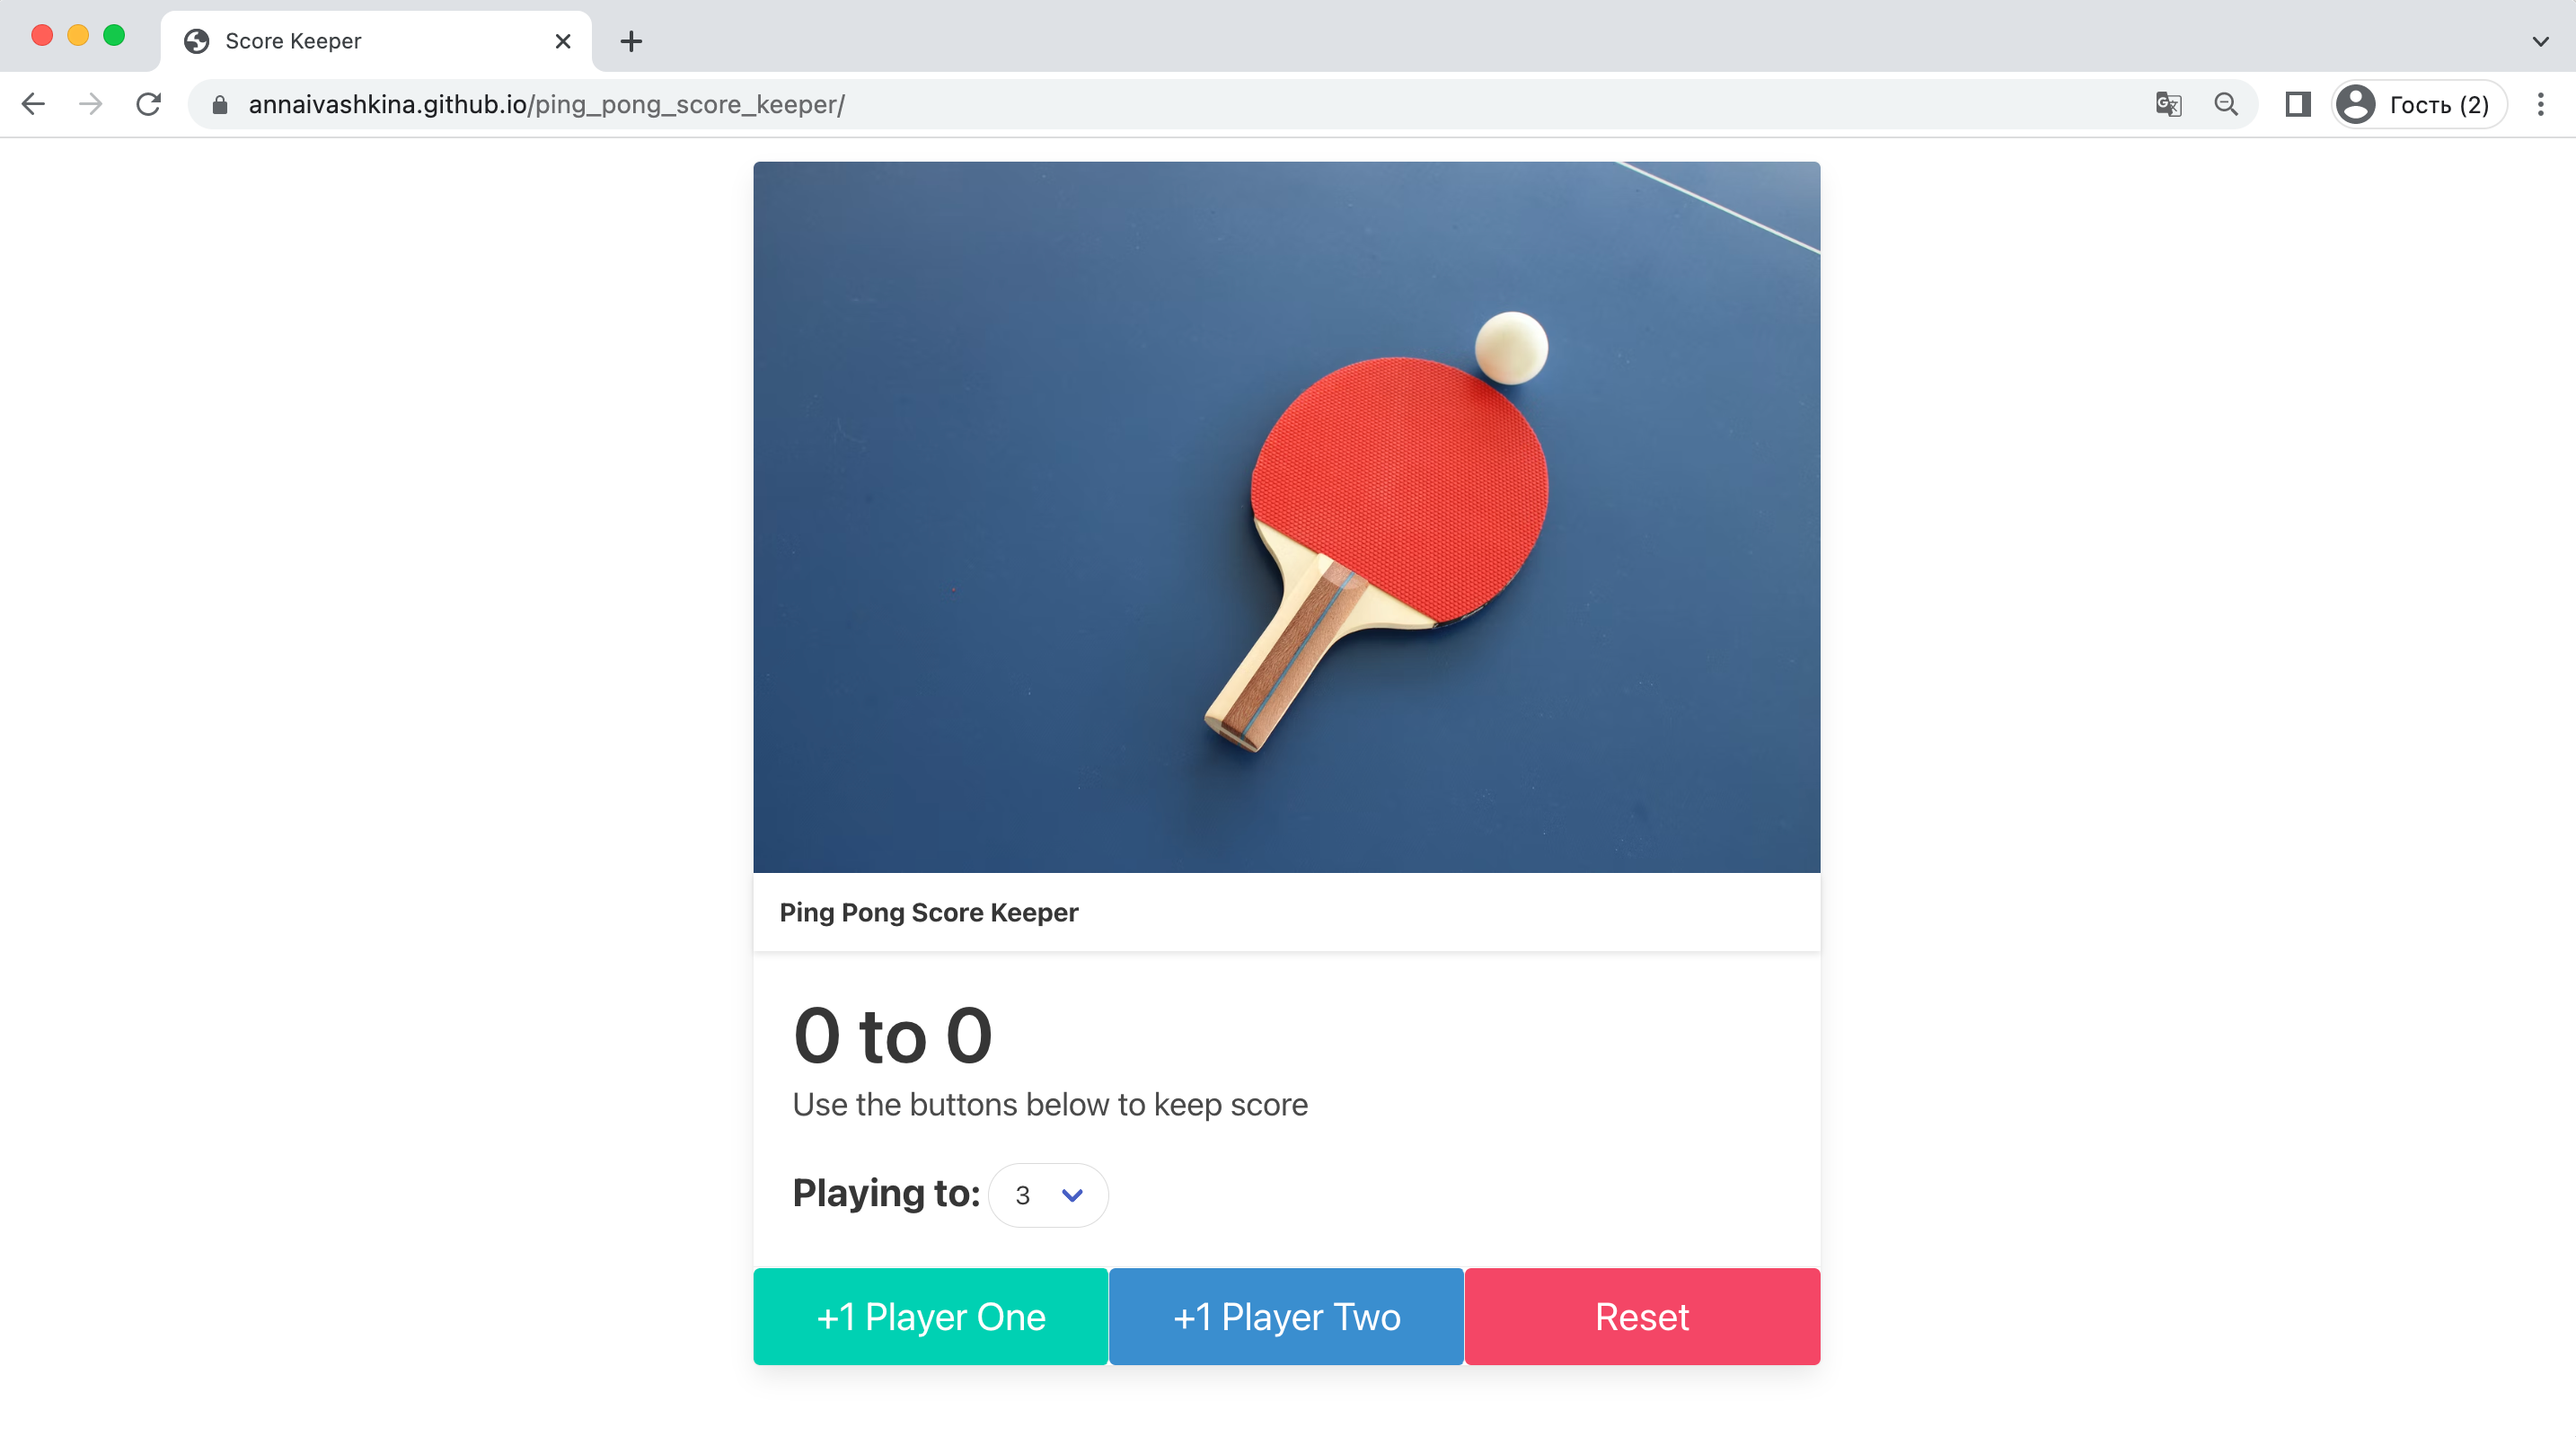 Score Keeper
annaivashkina.github.io/ping_pong_score_keeper/
Гость (2)
Ping Pong Score Keeper
0 to 0
Use the buttons below to keep score
Playing to: 3
+1 Player One +1 Player Two Reset